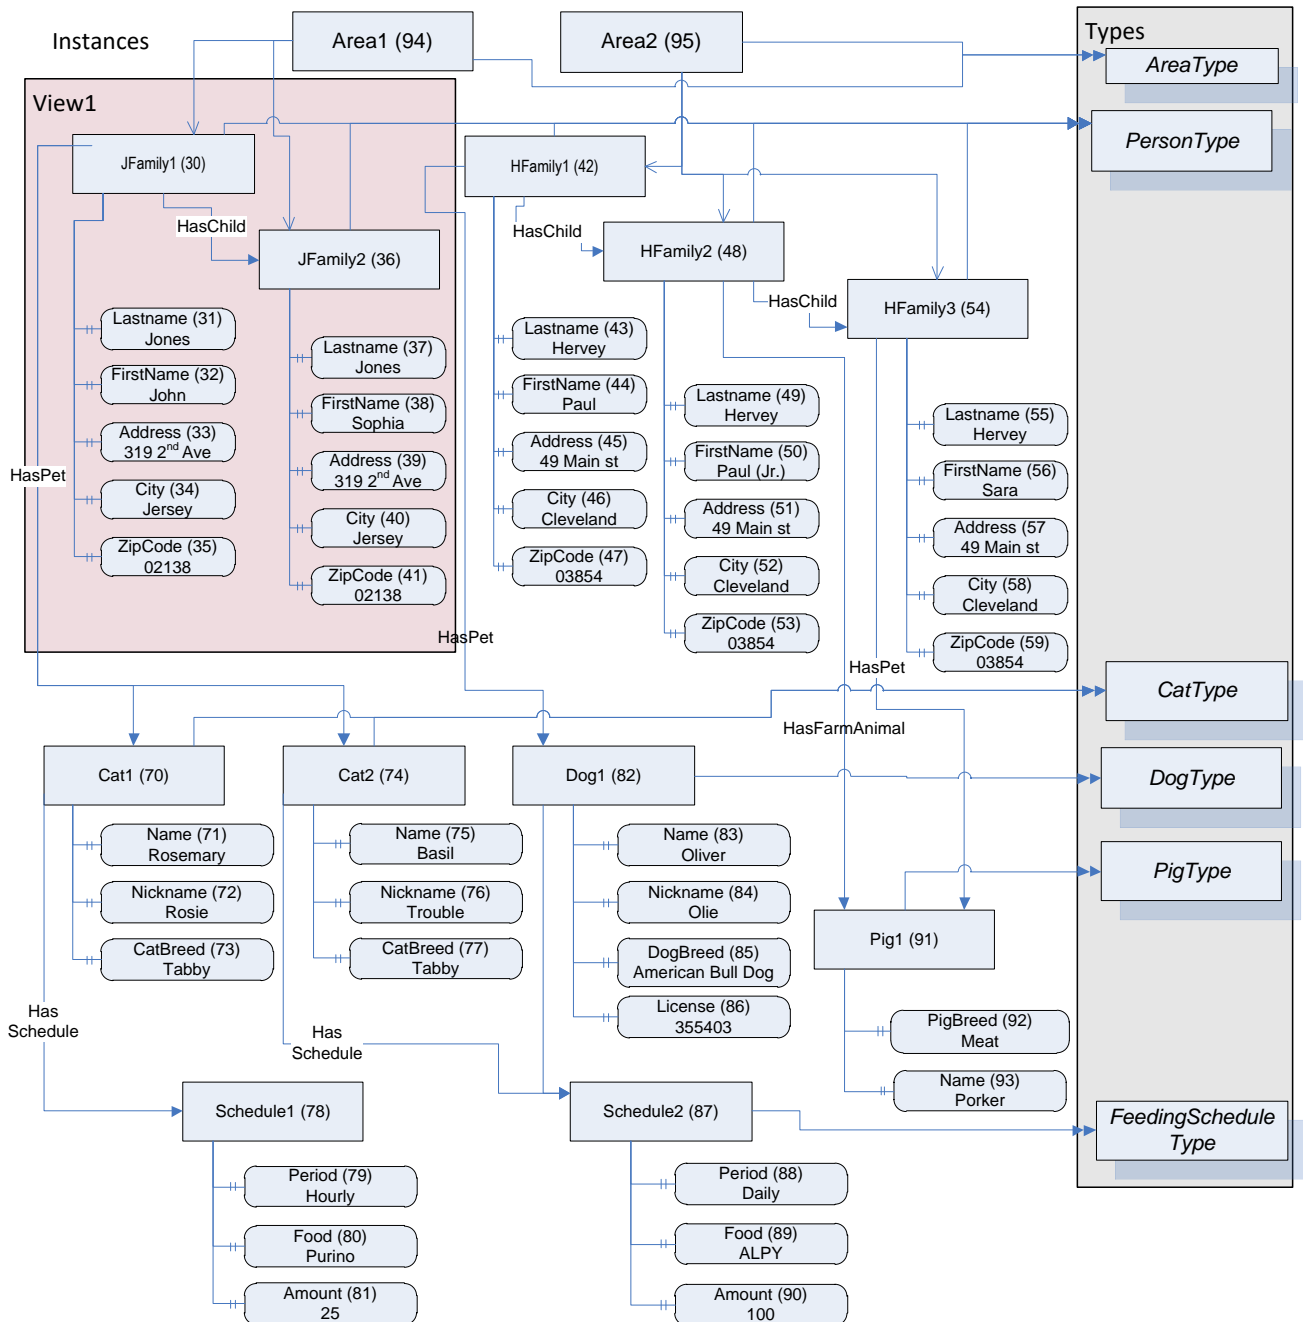 Instances
Area1 (94)
Area2 (95)
Types
AreaType
View1
PersonType
JFamily1 (30)
HFamily1 (42)
HasChild
JFamily2 (36)
HasChild
HFamily2 (48)
HasChild
HFamily3 (54)
Lastname (31)
Jones
FirstName (32)
John
Address (33)
319 2nd Ave
City (34)
Jersey
ZipCode (35)
02138
Lastname (37)
Jones
FirstName (38)
Sophia
Address (39)
319 2nd Ave
City (40)
Jersey
ZipCode (41)
02138
Lastname (43)
Hervey
FirstName (44)
Paul
Address (45)
49 Main st
City (46)
Cleveland
ZipCode (47)
03854
Lastname (49)
Hervey
FirstName (50)
Paul (Jr.)
Address (51)
49 Main st
City (52)
Cleveland
ZipCode (53)
03854
Lastname (55)
Hervey
FirstName (56)
Sara
Address (57
49 Main st
City (58)
Cleveland
ZipCode (59)
03854
HasPet
HasPet
HasPet
HasFarmAnimal
CatType
Cat1 (70)
Cat2 (74)
Dog1 (82)
DogType
Name (71)
Rosemary
Nickname (72)
Rosie
CatBreed (73)
Tabby
Name (75)
Basil
Nickname (76)
Trouble
CatBreed (77)
Tabby
Name (83)
Oliver
Nickname (84)
Olie
DogBreed (85)
American Bull Dog
License (86)
355403
PigType
Pig1 (91)
PigBreed (92)
Meat
Name (93)
Porker
Has
Schedule
Has
Schedule
Schedule1 (78)
Schedule2 (87)
FeedingSchedule
Type
Period (79)
Hourly
Food (80)
Purino
Amount (81)
25
Period (88)
Daily
Food (89)
ALPY
Amount (90)
100